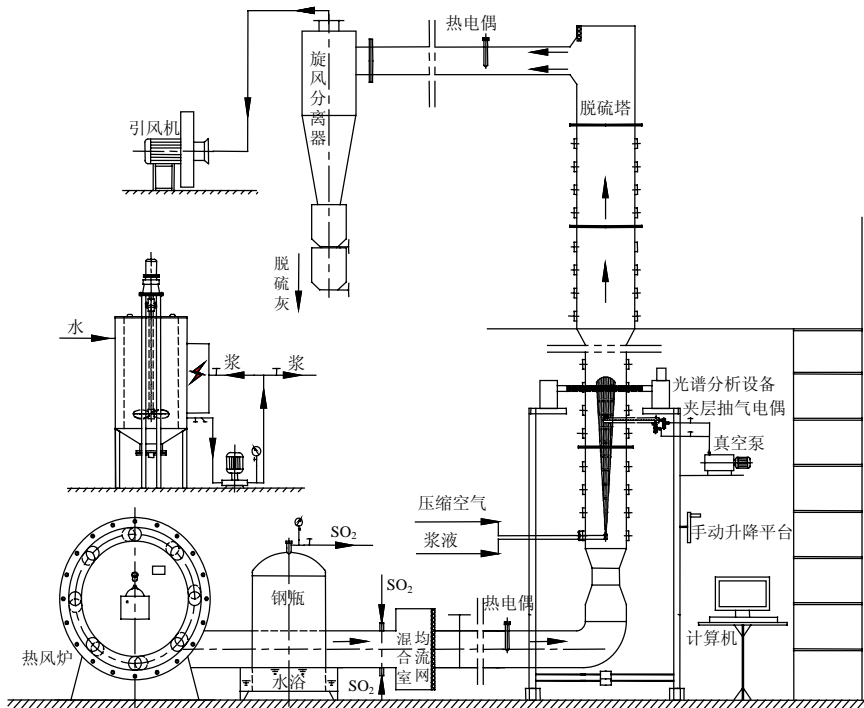 热电偶
旋风分离器
引风机
脱硫塔
脱硫灰
水
浆
浆
光谱分析设备
夹层抽气电偶
真空泵
压缩空气
浆液
手动升降平台
SO2
钢瓶
SO2
热电偶
混合室
均流网
计算机
热风炉
水浴
SO2